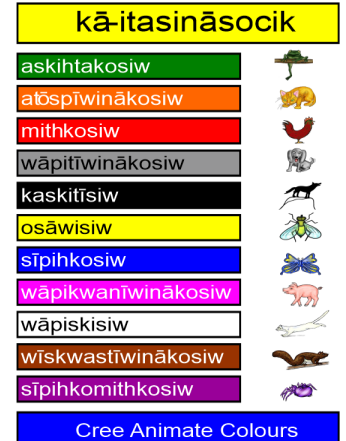 kā-itasināsocik
askihtakosiw
atōspīwinākosiw
mithkosiw
wāpitīwinākosiw
kaskitīsiw
osāwisiw
sīpihkosiw
wāpikwanīwinākosiw
wāpiskisiw
wīskwastīwinākosiw
sīpihkomithkosiw
Cree Animate Colours